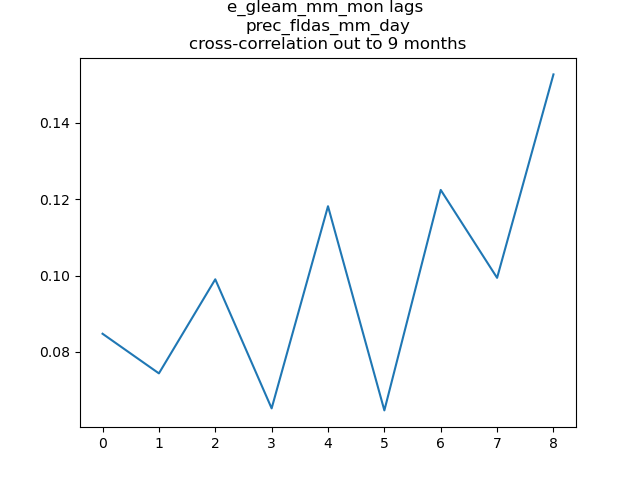 e_gleam_mm_mon lags
prec_fldas_mm_day
cross-correlation out to 9 months
0.14
0.12
0.10
0.08
0 1 2 3 4 5 6 7 8